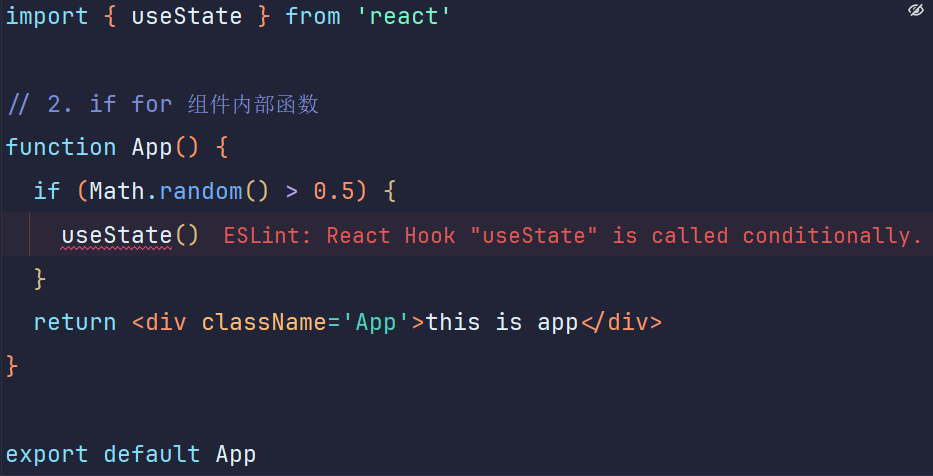 import { useState } from 'react'
// 2. if for 组件内部函数
function App() {
if (Math.random() > 0.5) {
useState() ESLint: React Hook "useState" is called conditionally.
}
return <div className='App'>this is app</div>
}
export default App